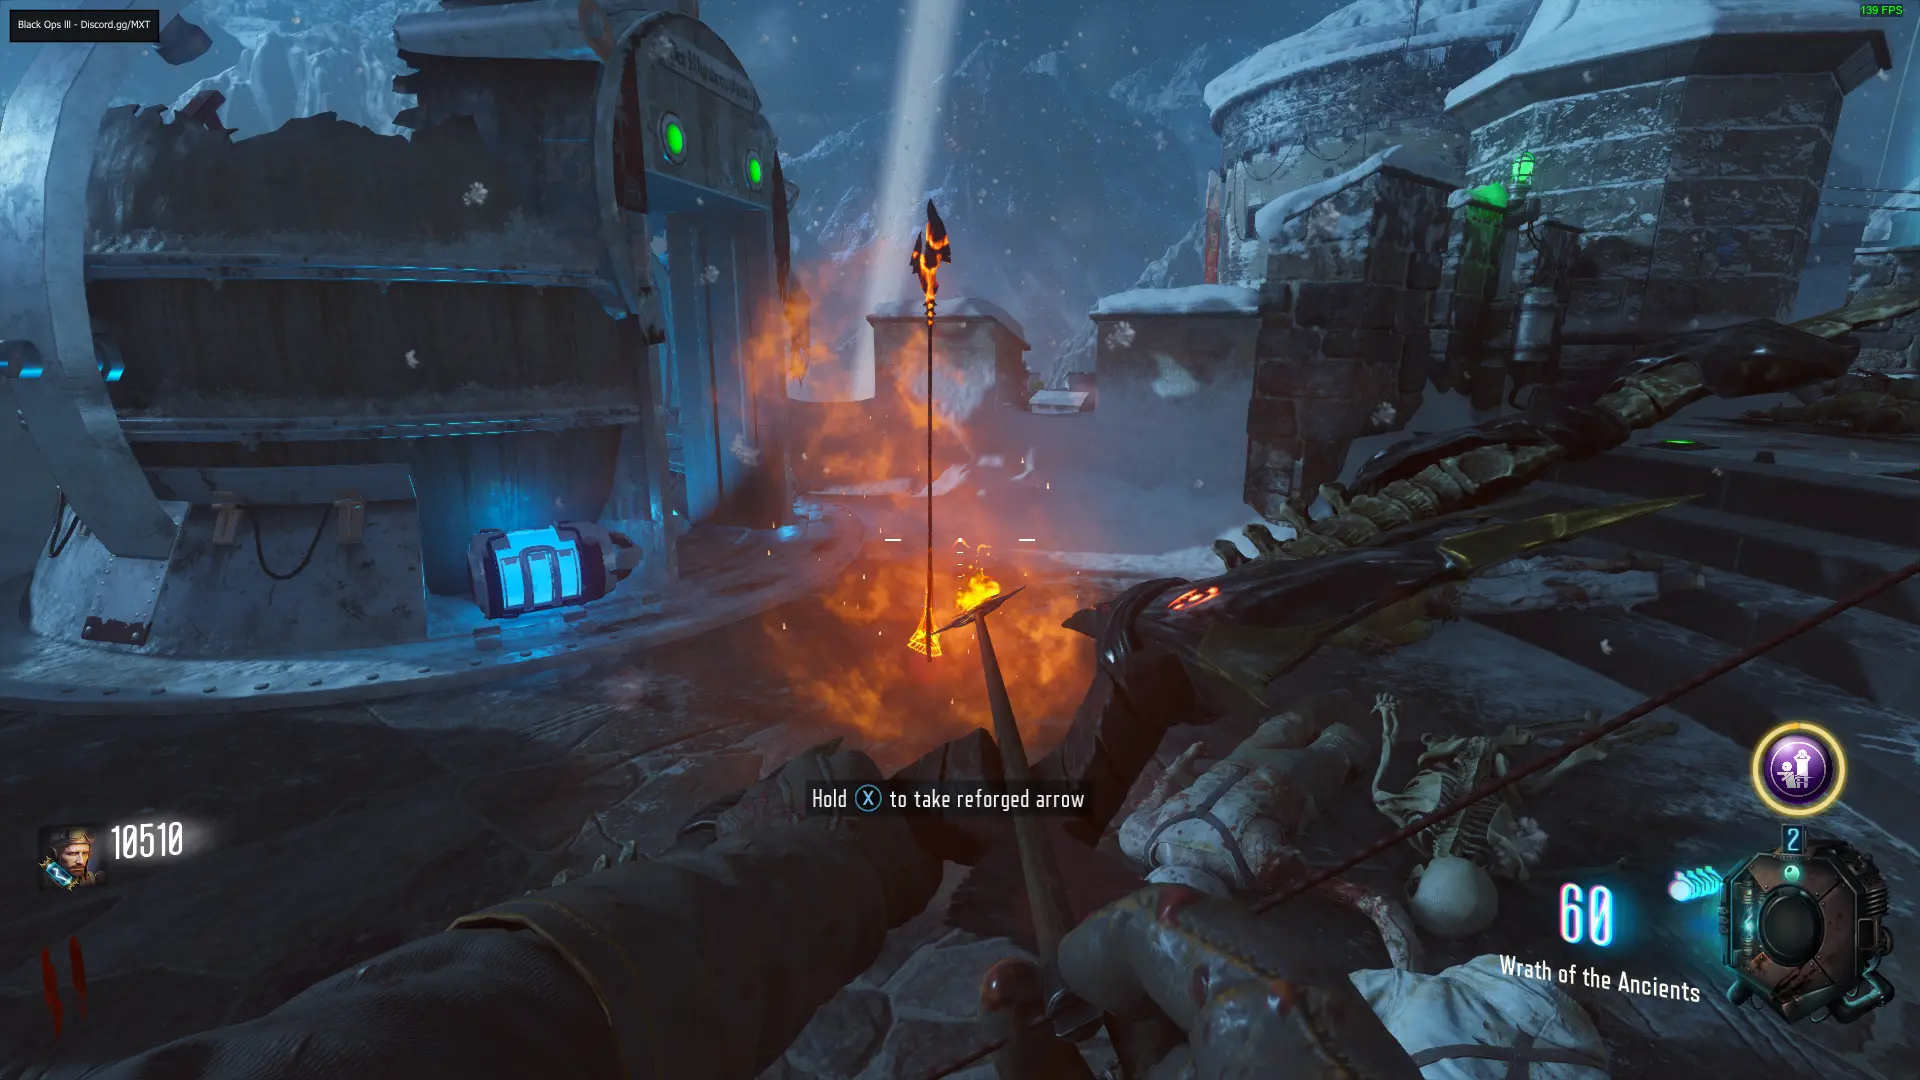 Black Ops III - Discord.gg/MXT
139 FPS
Hold X to take reforged arrow
10510
2
60
Wrath of the Ancients